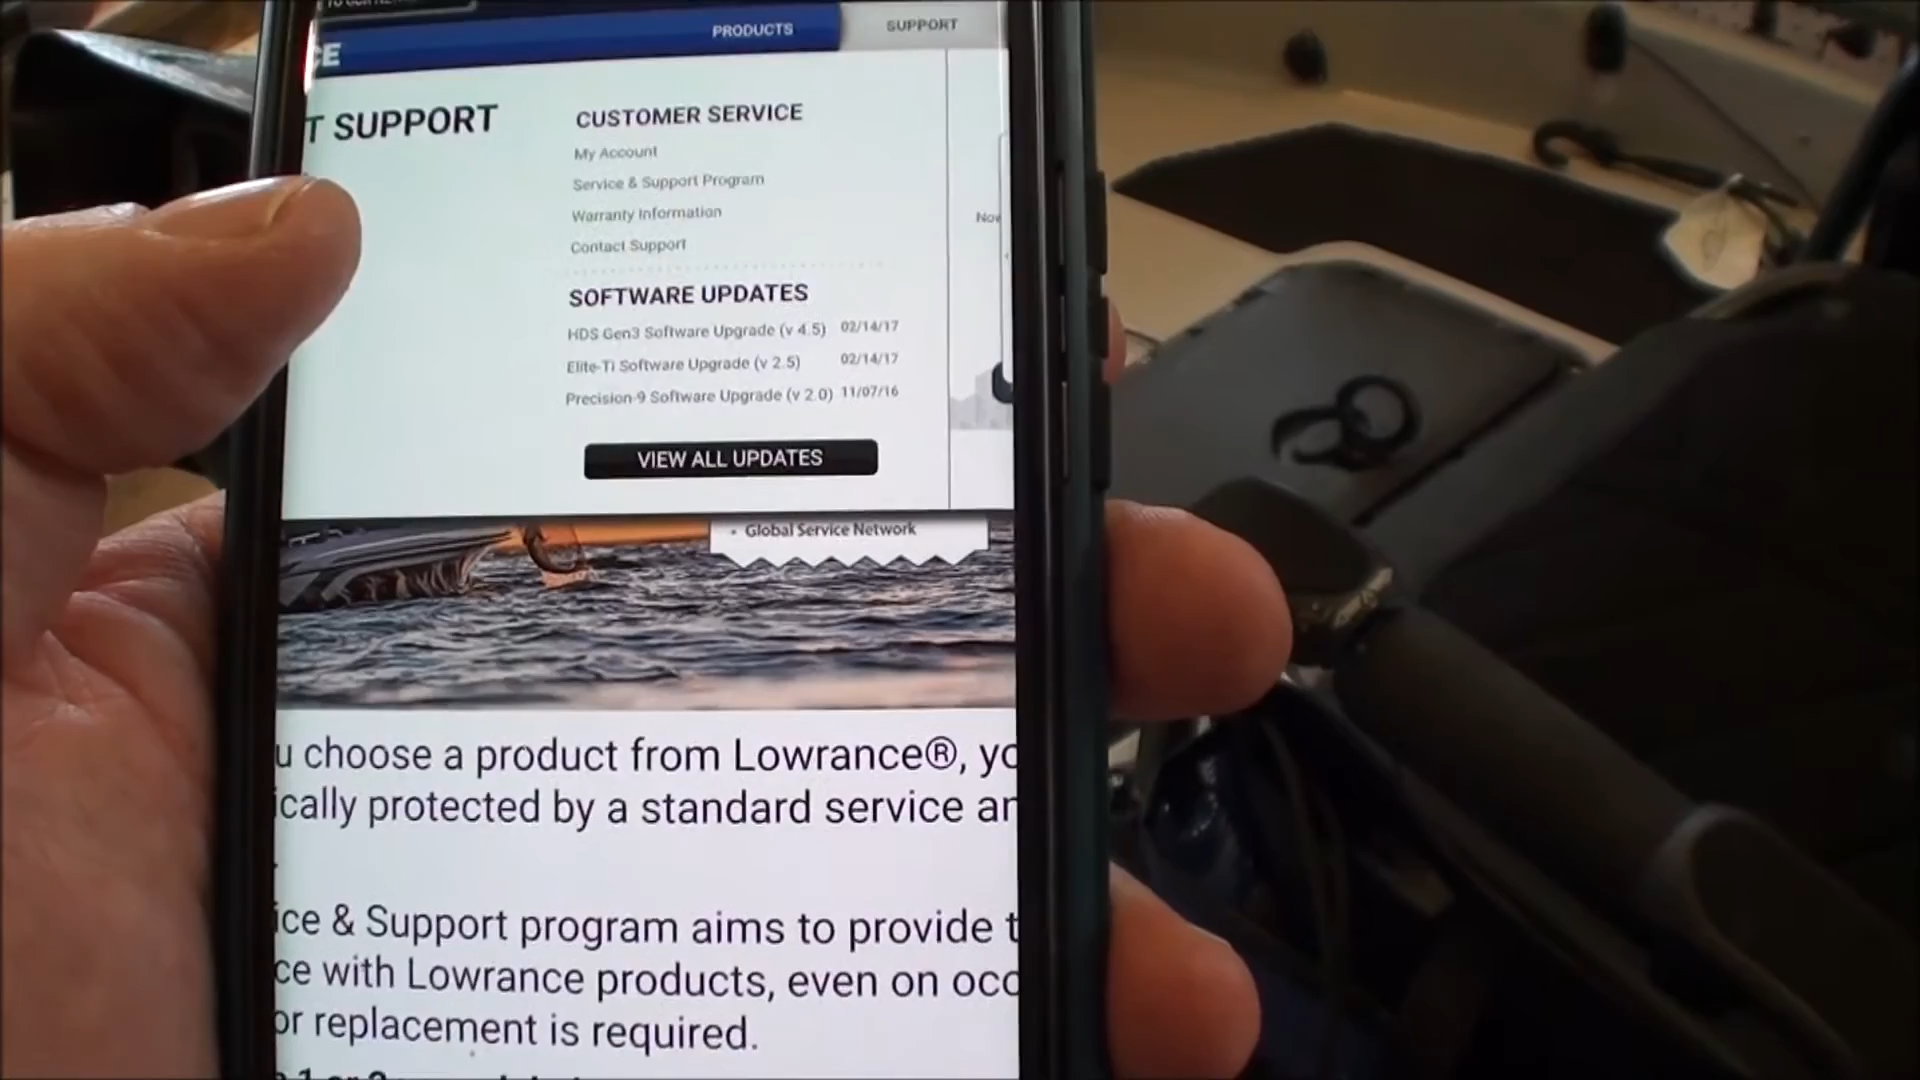 PRODUCTS
SUPPORT
CE
T SUPPORT
CUSTOMER SERVICE
My Account
Service & Support Program
Warranty Information
Contact Support
Nov
SOFTWARE UPDATES
HDS Gen3 Software Upgrade (v 4.5) 02/14/17
Elite-Ti Software Upgrade (v 2.5) 02/14/17
Precision-9 Software Upgrade (v 2.0) 11/07/16
VIEW ALL UPDATES
• Global Service Network
u choose a product from Lowrance®, yo
ically protected by a standard service an
ice & Support program aims to provide t
ce with Lowrance products, even on occ
or replacement is required.